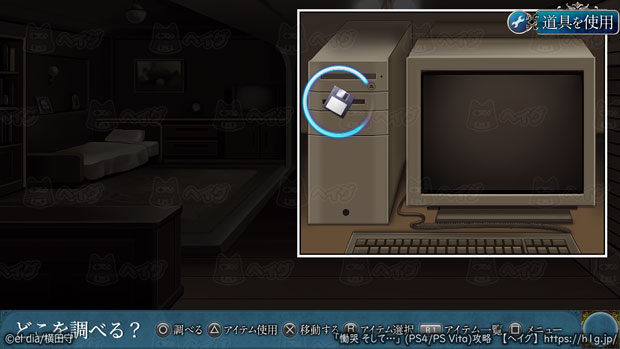 道具を使用
どこを調べる?
調べる アイテム使用 移動する R アイテム選択 R1 アイテム一覧 メニュー
©el dia/横田守
「慟哭 そして…」(PS4/PS Vita)攻略 【ヘイグ】https://h1g.jp/
ヘイグ